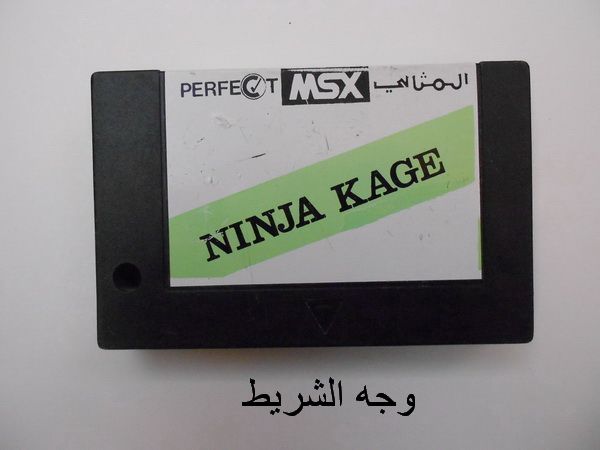 PERFECT MSX المثالي
NINJA KAGE
وجه الشريط